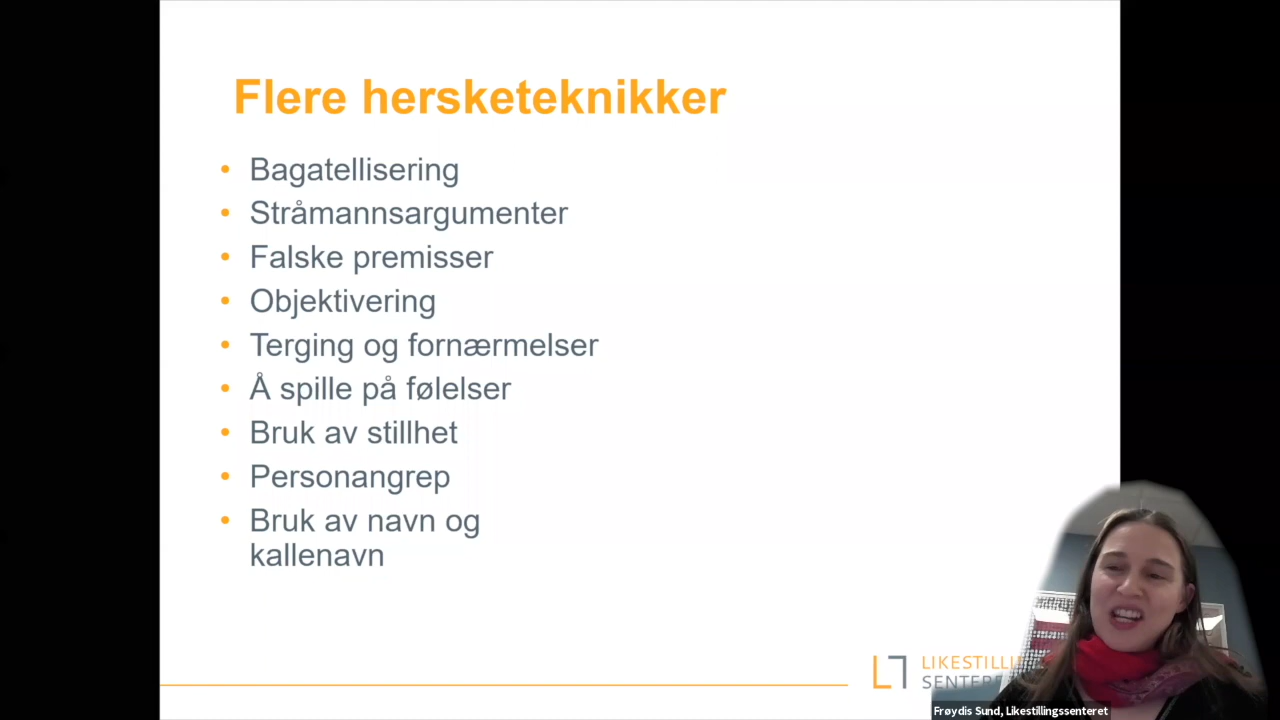 Flere hersketeknikker
• Bagatellisering
• Stråmannsargumenter
• Falske premisser
• Objektivering
• Terging og fornærmelser
• Å spille på følelser
• Bruk av stillhet
• Personangrep
• Bruk av navn og
kallenavn
Frøydis Sund, Likestillingssenteret